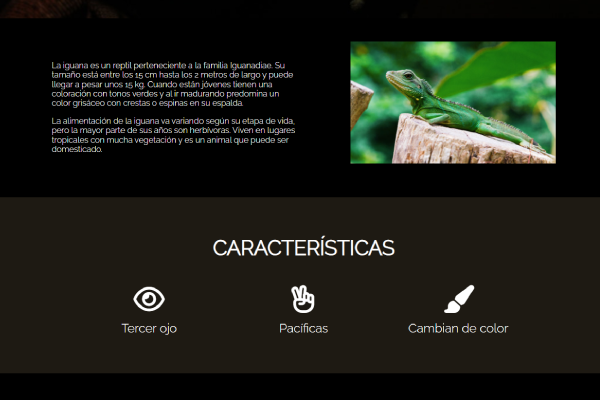 La iguana es un reptil perteneciente a la familia Iguanadiae. Su
tamaño está entre los 15 cm hasta los 2 metros de largo y puede
llegar a pesar unos 15 kg. Cuando están jóvenes tienen una
coloración con tonos verdes y al ir madurando predomina un
color grisáceo con crestas o espinas en su espalda.
La alimentación de la iguana va variando según su etapa de vida,
pero la mayor parte de sus años son herbívoras. Viven en lugares
tropicales con mucha vegetación y es un animal que puede ser
domesticado.
CARACTERÍSTICAS
Tercer ojo
Pacíficas
Cambian de color